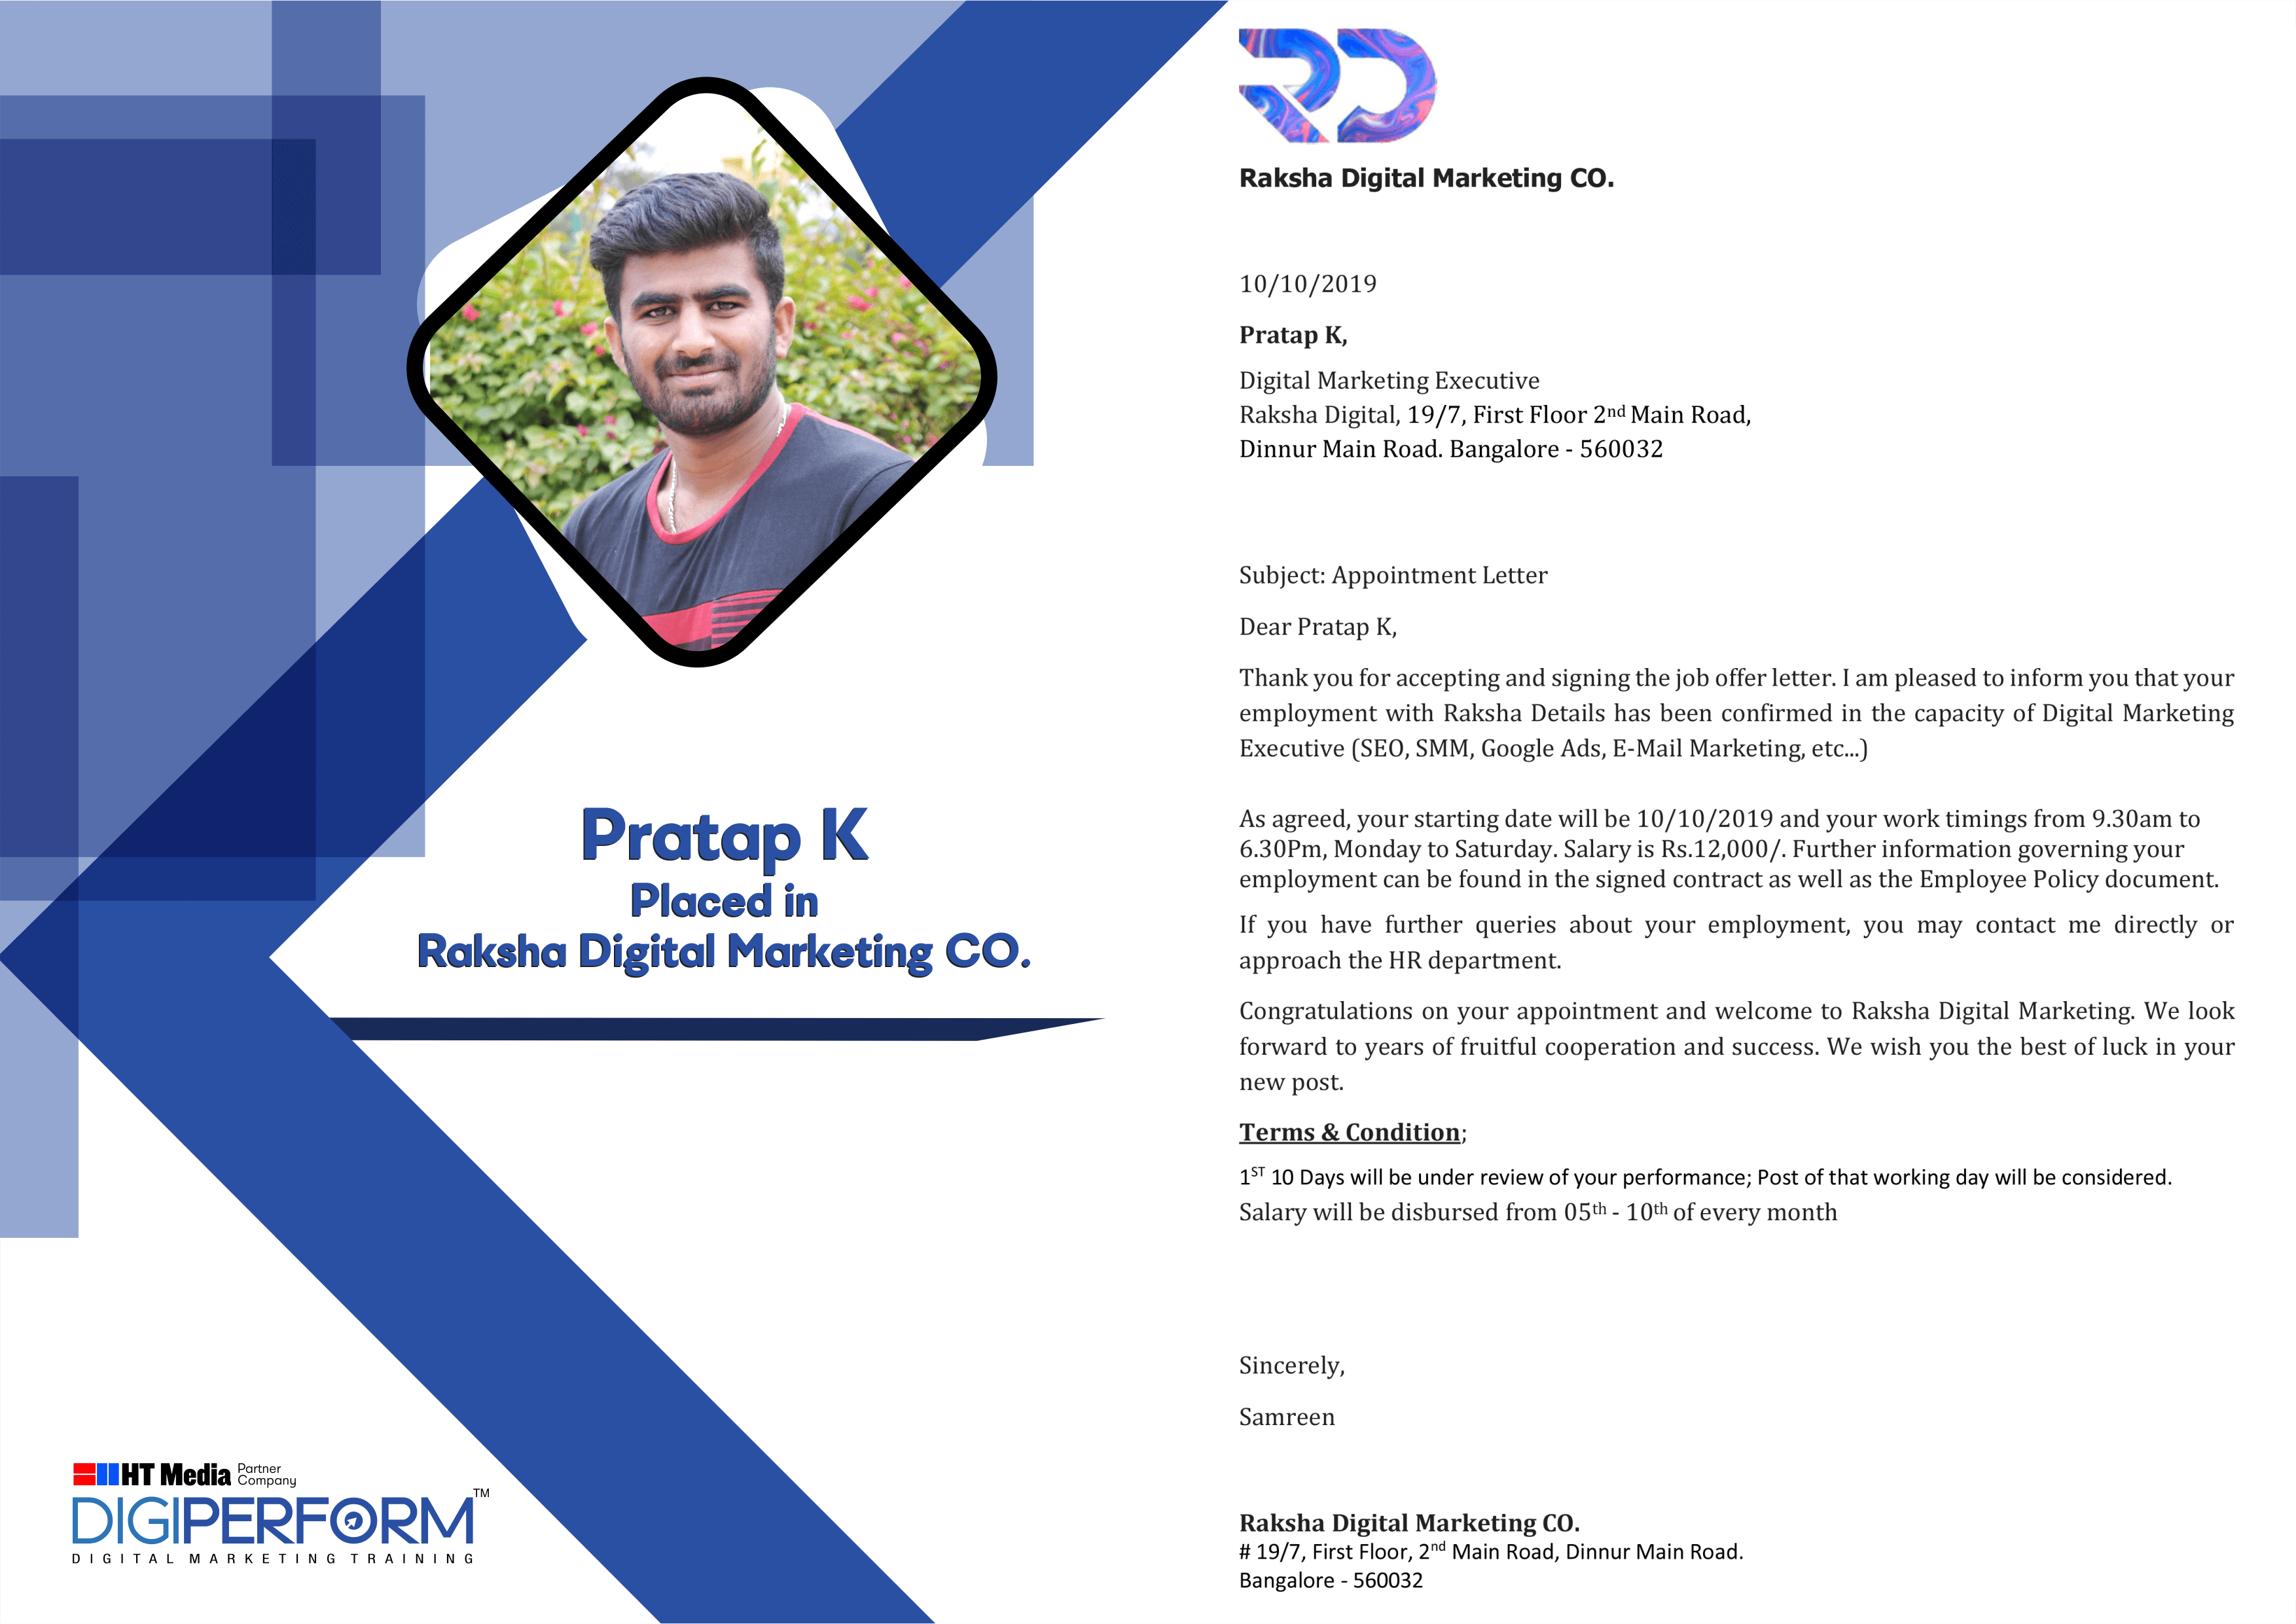 Pratap K
Placed in
Raksha Digital Marketing CO.
HT Media Partner
Company
DIGIPERFORM™
DIGITAL MARKETING TRAINING
RD
Raksha Digital Marketing CO.
10/10/2019
Pratap K,
Digital Marketing Executive
Raksha Digital, 19/7, First Floor 2nd Main Road,
Dinnur Main Road. Bangalore - 560032
Subject: Appointment Letter
Dear Pratap K,
Thank you for accepting and signing the job offer letter. I am pleased to inform you that your
employment with Raksha Details has been confirmed in the capacity of Digital Marketing
Executive (SEO, SMM, Google Ads, E-Mail Marketing, etc...)
As agreed, your starting date will be 10/10/2019 and your work timings from 9.30am to
6.30Pm, Monday to Saturday. Salary is Rs.12,000/. Further information governing your
employment can be found in the signed contract as well as the Employee Policy document.
If you have further queries about your employment, you may contact me directly or
approach the HR department.
Congratulations on your appointment and welcome to Raksha Digital Marketing. We look
forward to years of fruitful cooperation and success. We wish you the best of luck in your
new post.
Terms & Condition;
1ST 10 Days will be under review of your performance; Post of that working day will be considered.
Salary will be disbursed from 05th - 10th of every month
Sincerely,
Samreen
Raksha Digital Marketing CO.
# 19/7, First Floor, 2nd Main Road, Dinnur Main Road.
Bangalore - 560032